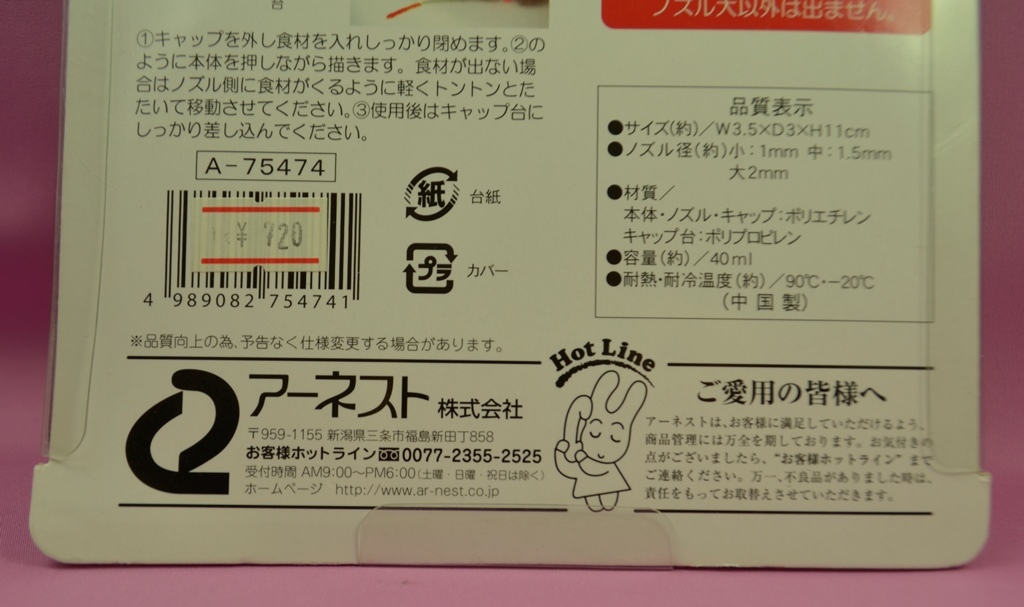 台
ノズル大以外は出ません。
①キャップを外し食材を入れしっかり閉めます。②の
ように本体を押しながら描きます。食材が出ない場
合はノズル側に食材がくるように軽くトントンとた
たいて移動させてください。③使用後はキャップ台に
しっかり差し込んでください。
A-75474
¥ 720
4 989082 754741
紙 台紙
プラ カバー
品質表示
●サイズ(約)/W3.5×D3×H11cm
●ノズル径(約)小:1mm 中:1.5mm
大2mm
●材質/
本体・ノズル・キャップ:ポリエチレン
キャップ台:ポリプロピレン
●容量(約)/40ml
●耐熱・耐冷温度(約)/90℃・-20℃
(中国製)
※品質向上の為、予告なく仕様変更する場合があります。
アーネスト 株式会社
〒959-1155 新潟県三条市福島新田丁858
お客様ホットライン 0077-2355-2525
受付時間 AM9:00~PM6:00(土曜・日曜・祝日は除く)
ホームページ http://www.ar-nest.co.jp
Hot Line
ご愛用の皆様へ
アーネストは、お客様に満足していただけるよう、
商品管理には万全を期しております。お気付きの
点がございましたら、“お客様ホットライン”まで
ご連絡ください。万一、不良品がありました時は、
責任をもってお取替えさせていただきます。